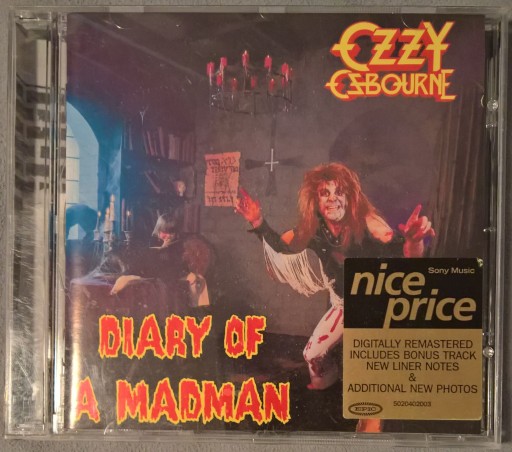 OZZY
OSBOURNE
DIARY OF
A MADMAN
Sony Music
nice
price
DIGITALLY REMASTERED
INCLUDES BONUS TRACK
NEW LINER NOTES
&
ADDITIONAL NEW PHOTOS
EPIC